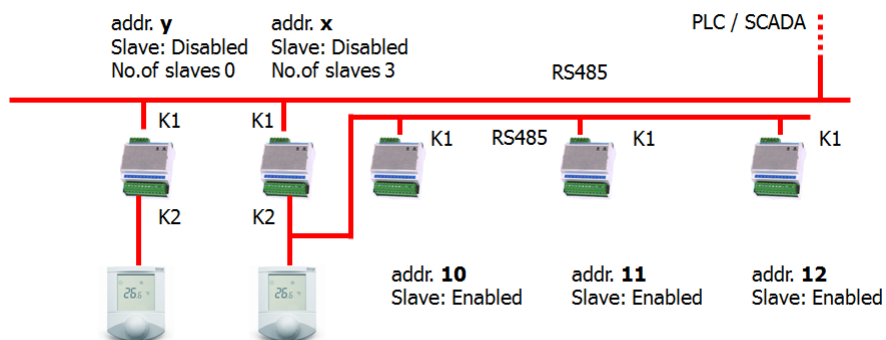 addr. y
Slave: Disabled
No.of slaves 0
addr. x
Slave: Disabled
No.of slaves 3
PLC / SCADA
RS485
K1
K1
K1
RS485
K1
K1
K2
K2
26.6
26.6
addr. 10
Slave: Enabled
addr. 11
Slave: Enabled
addr. 12
Slave: Enabled